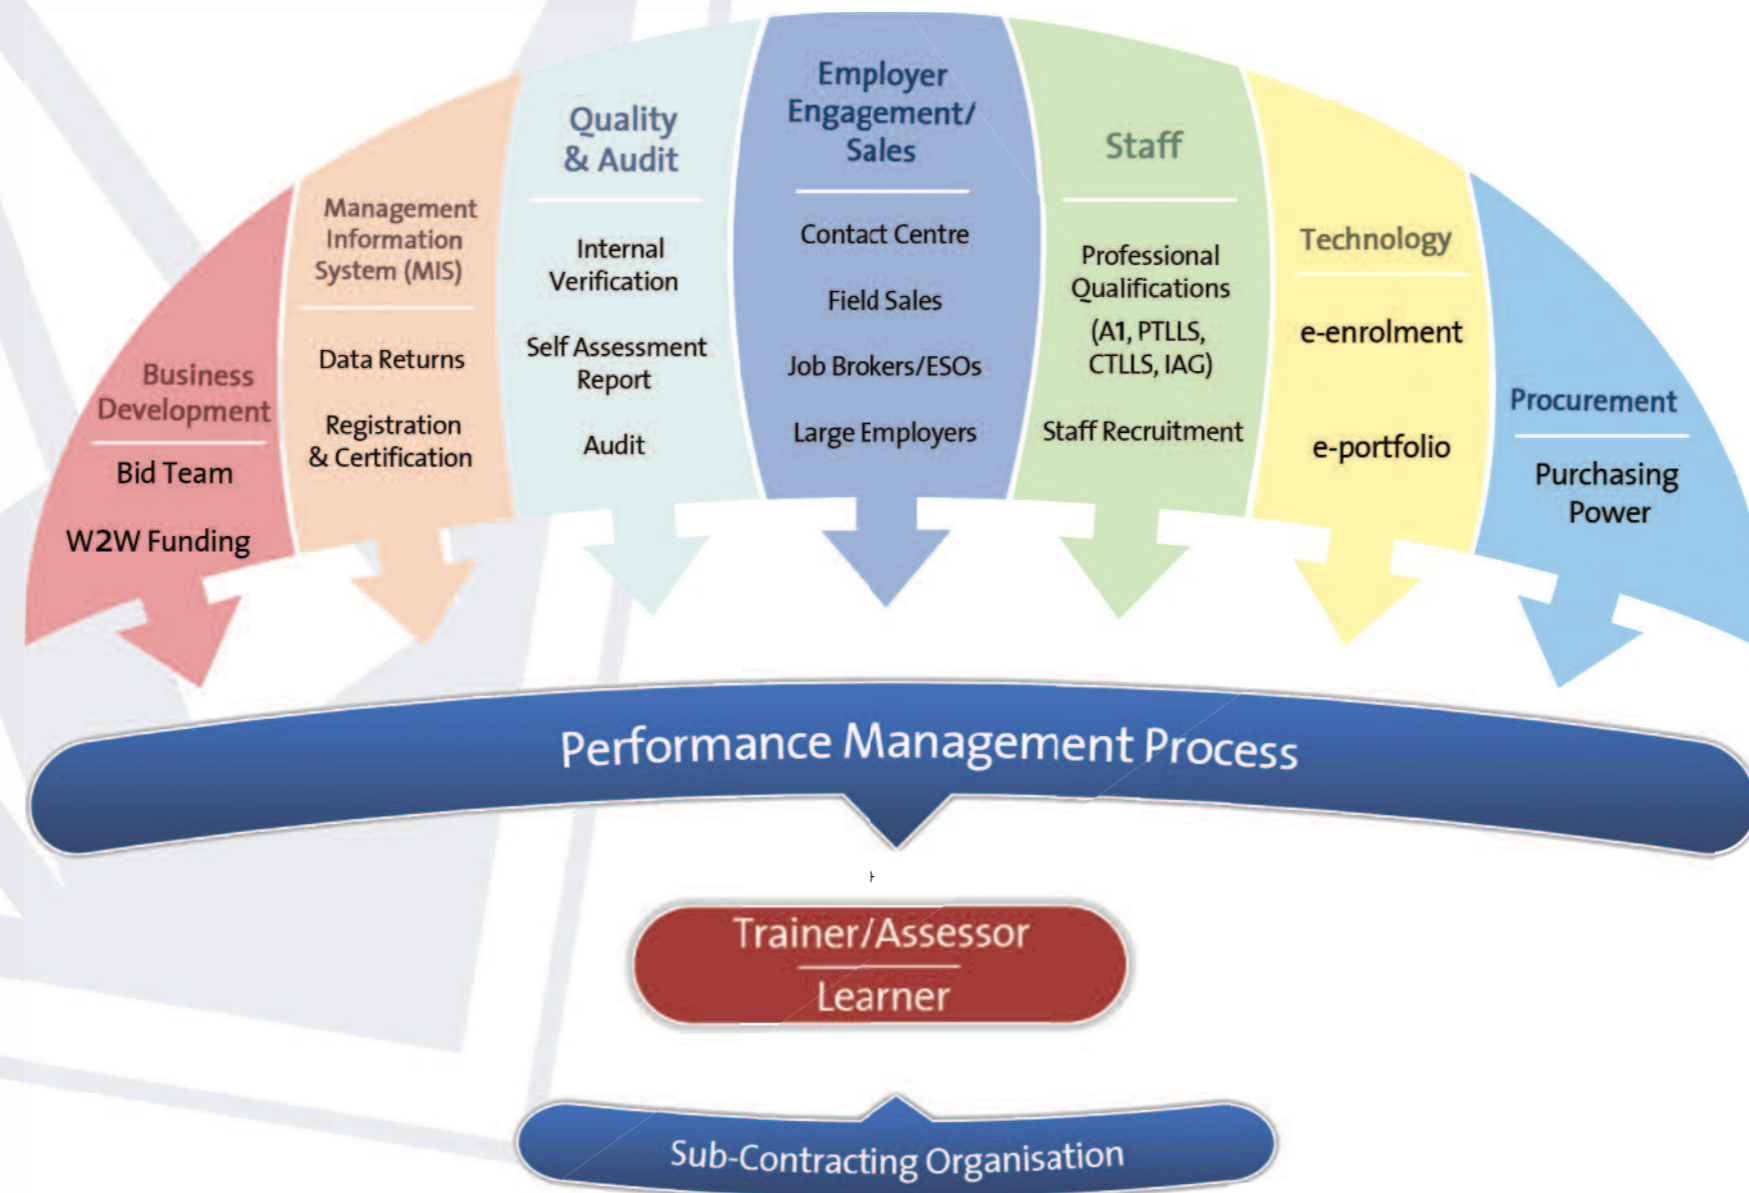 Business
Development
Bid Team
W2W Funding
Management
Information
System (MIS)
Data Returns
Registration
& Certification
Quality
& Audit
Internal
Verification
Self Assessment
Report
Audit
Employer
Engagement/
Sales
Contact Centre
Field Sales
Job Brokers/ESOs
Large Employers
Staff
Professional
Qualifications
(A1, PTLLS,
CTLLS, IAG)
Staff Recruitment
Technology
e-enrolment
e-portfolio
Procurement
Purchasing
Power
Performance Management Process
Trainer/Assessor
Learner
Sub-Contracting Organisation